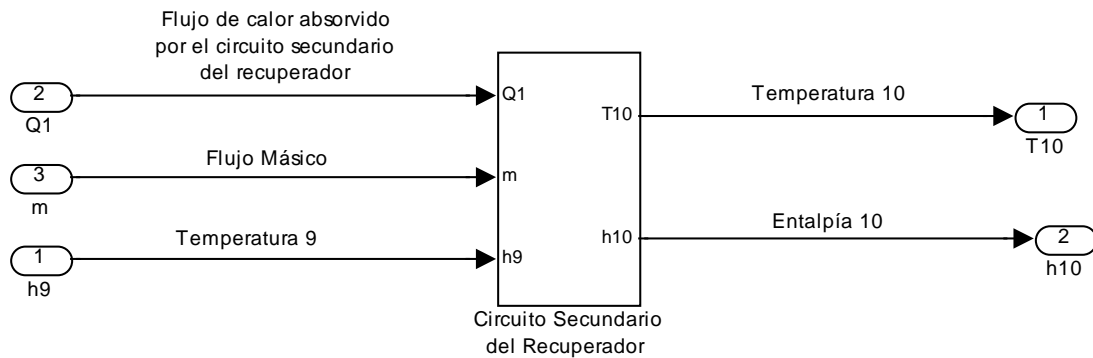 Flujo de calor absorvido
por el circuito secundario
del recuperador
2
Q1
Q1
T10
Temperatura 10
1
T10
Flujo Másico
3
m
m
Temperatura 9
1
h9
h9
h10
Entalpía 10
2
h10
Circuito Secundario
del Recuperador